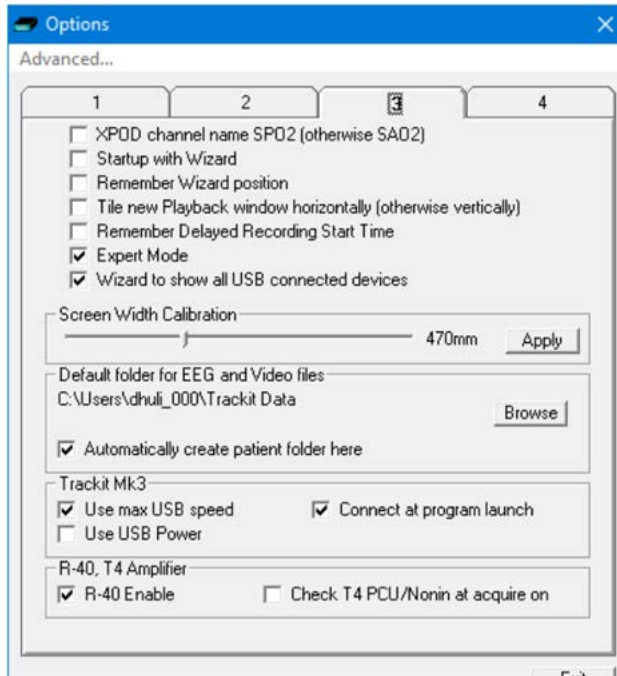 Options
Advanced...
1 2 3 4
XPOD channel name SPO2 (otherwise SAO2)
Startup with Wizard
Remember Wizard position
Tile new Playback window horizontally (otherwise vertically)
Remember Delayed Recording Start Time
Expert Mode
Wizard to show all USB connected devices
Screen Width Calibration
470mm Apply
Default folder for EEG and Video files
C:\Users\dhuli_000\Trackit Data
Browse
Automatically create patient folder here
Trackit Mk3
Use max USB speed Connect at program launch
Use USB Power
R-40, T4 Amplifier
R-40 Enable Check T4 PCU/Nonin at acquire on